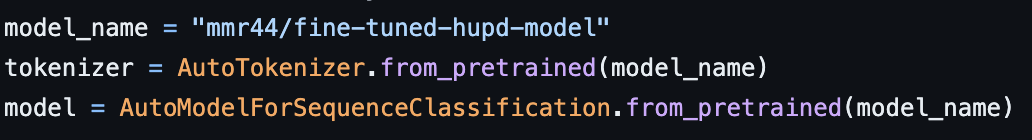 model_name = "mmr44/fine-tuned-hupd-model"
tokenizer = AutoTokenizer.from_pretrained(model_name)
model = AutoModelForSequenceClassification.from_pretrained(model_name)